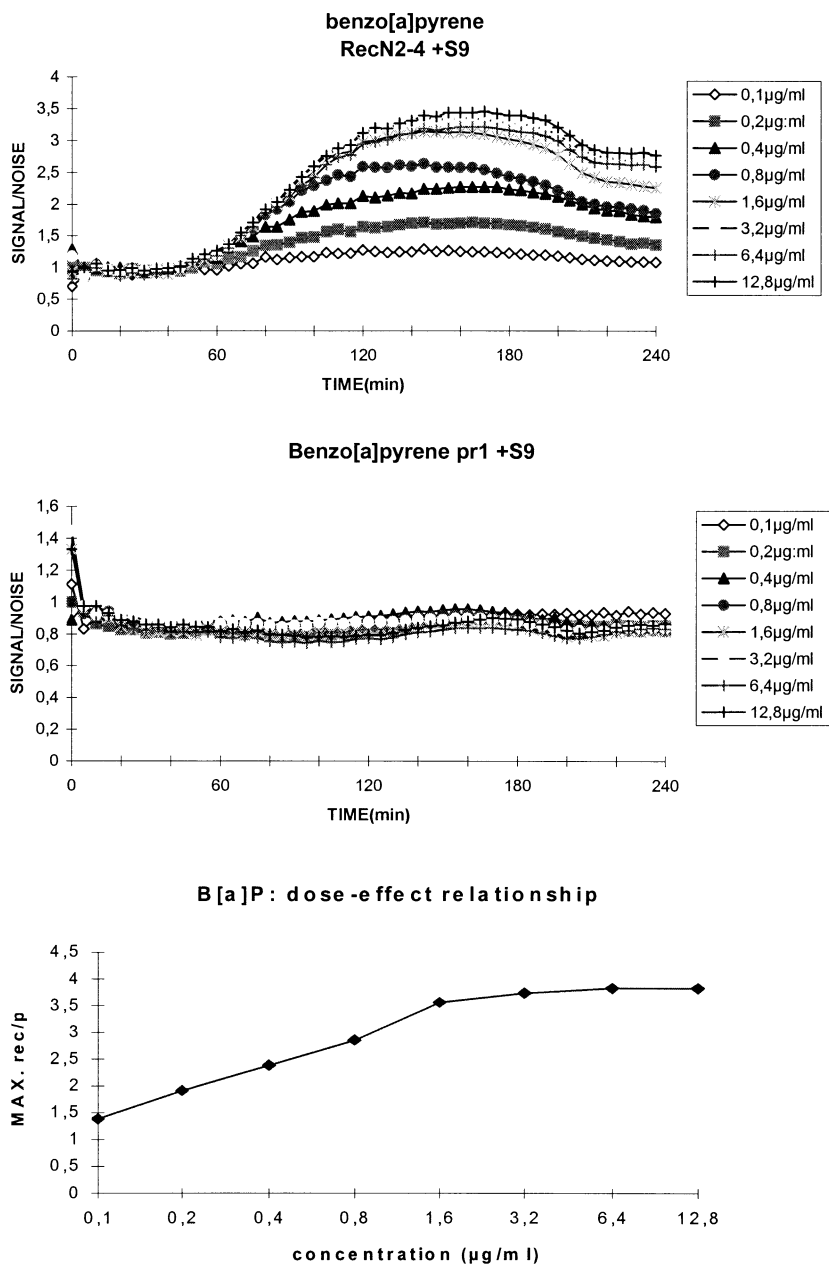 benzo[a]pyrene
RecN2-4 +S9
4
3,5
3
2,5
2
1,5
1
0,5
0
SIGNAL/NOISE
0 60 120 180 240
TIME(min)
0,1µg/ml
0,2µg:ml
0,4µg/ml
0,8µg/ml
1,6µg/ml
3,2µg/ml
6,4µg/ml
12,8µg/ml
Benzo[a]pyrene pr1 +S9
1,6
1,4
1,2
1
0,8
0,6
0,4
0,2
0
SIGNAL/NOISE
0 60 120 180 240
TIME(min)
0,1µg/ml
0,2µg:ml
0,4µg/ml
0,8µg/ml
1,6µg/ml
3,2µg/ml
6,4µg/ml
12,8µg/ml
B[a]P: dose-effect relationship
4,5
4
3,5
3
2,5
2
1,5
1
0,5
0
MAX. rec/p
0,1 0,2 0,4 0,8 1,6 3,2 6,4 12,8
concentration (µg/ml)